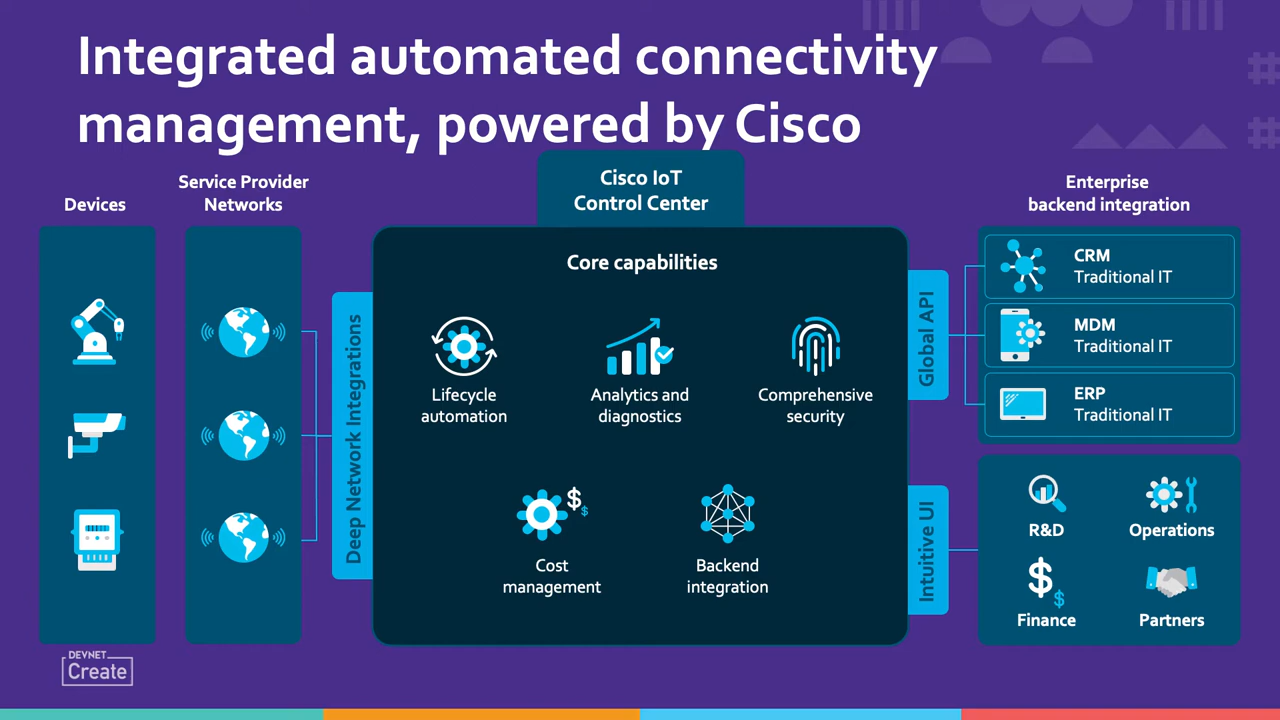 Integrated automated connectivity
management, powered by Cisco
Devices
Service Provider
Networks
Deep Network Integrations
Cisco IoT
Control Center
Core capabilities
Lifecycle
automation
Analytics and
diagnostics
Comprehensive
security
$
$
Cost
management
Backend
integration
Global API
Intuitive UI
Enterprise
backend integration
CRM
Traditional IT
MDM
Traditional IT
ERP
Traditional IT
R&D
Operations
$
$
Finance
Partners
DEVNET
Create